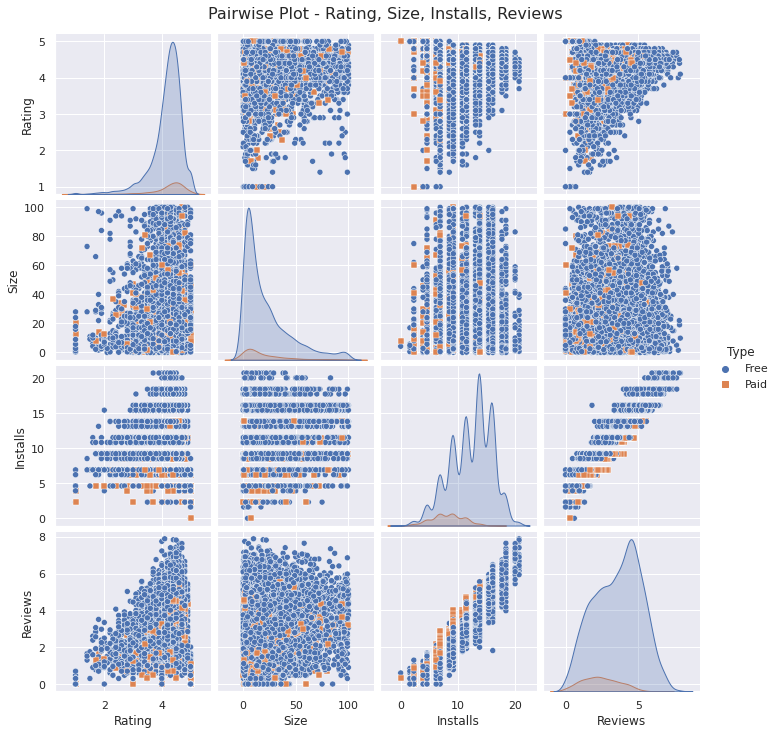 Pairwise Plot - Rating, Size, Installs, Reviews
5
4
3
2
1
Rating
100
80
60
40
20
0
Size
20
15
10
5
0
Installs
8
6
4
2
0
Reviews
2 4
0 50 100
0 10 20
0 5
Rating Size Installs Reviews
Type
Free
Paid